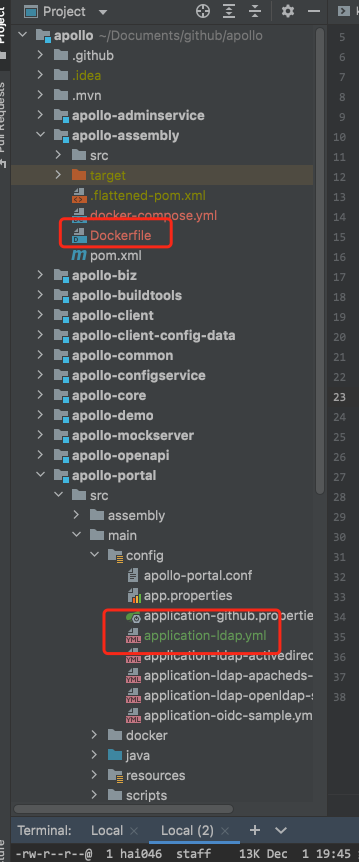 Project
Project
Pull Requests
apollo ~/Documents/github/apollo
.github
.idea
.mvn
apollo-adminservice
apollo-assembly
src
target
.flattened-pom.xml
docker-compose.yml
Dockerfile
pom.xml
apollo-biz
apollo-buildtools
apollo-client
apollo-client-config-data
apollo-common
apollo-configservice
apollo-core
apollo-demo
apollo-mockserver
apollo-openapi
apollo-portal
src
assembly
main
config
apollo-portal.conf
app.properties
application-github.propertie
application-ldap.yml
application-ldap-activedirec
application-ldap-apacheds-
application-ldap-openldap-s
application-oidc-sample.ym
docker
java
resources
scripts
5
6
7
8
9
10
11
12
13
14
15
16
17
18
19
20
21
22
23
24
25
26
27
28
29
30
31
32
33
34
35
36
37
38
39
40
Terminal: Local Local (2)
-rw-r--r--@ 1 hai046 staff 13K Dec 1 19:45